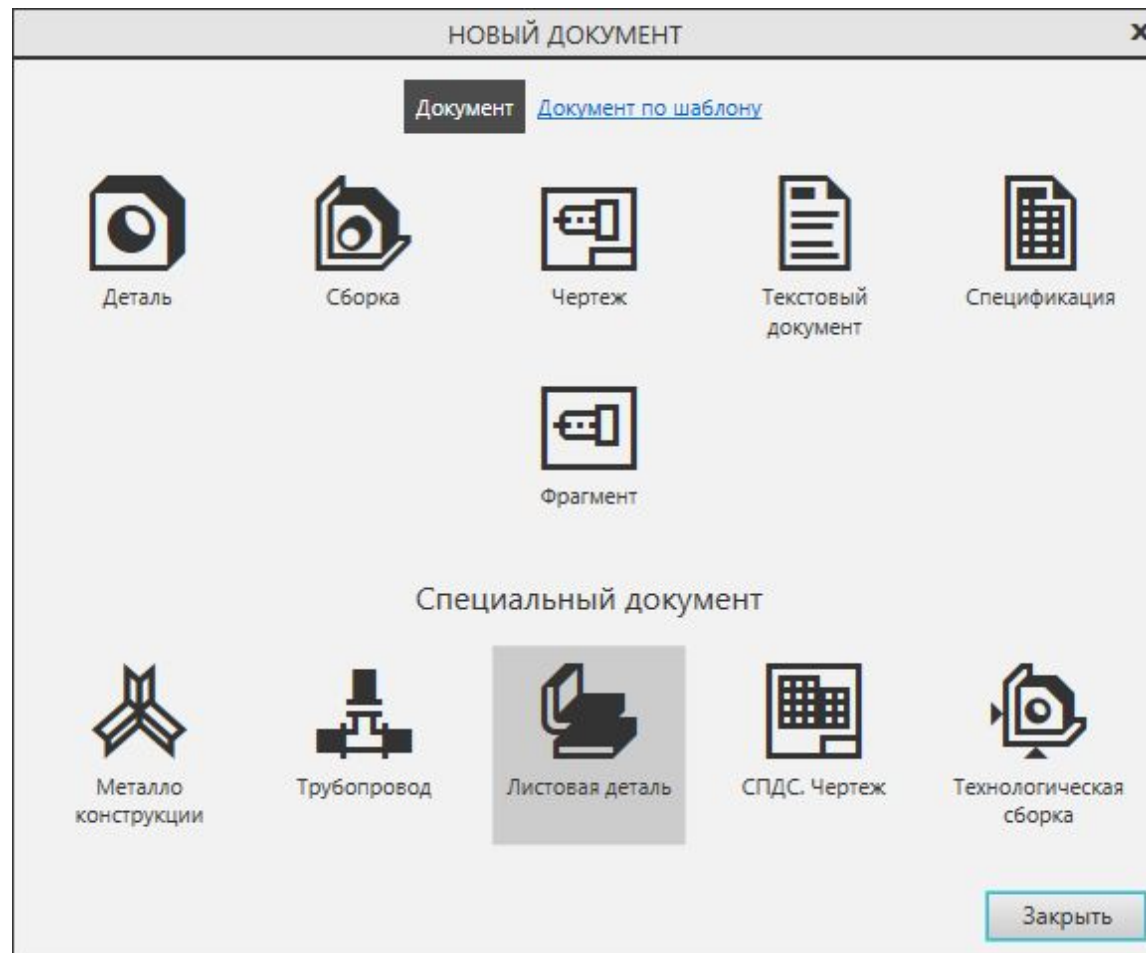 НОВЫЙ ДОКУМЕНТ
Документ Документ по шаблону
Деталь Сборка Чертеж Текстовый документ Спецификация
Фрагмент
Специальный документ
Металло конструкции Трубопровод Листовая деталь СПДС. Чертеж Технологическая сборка
Закрыть